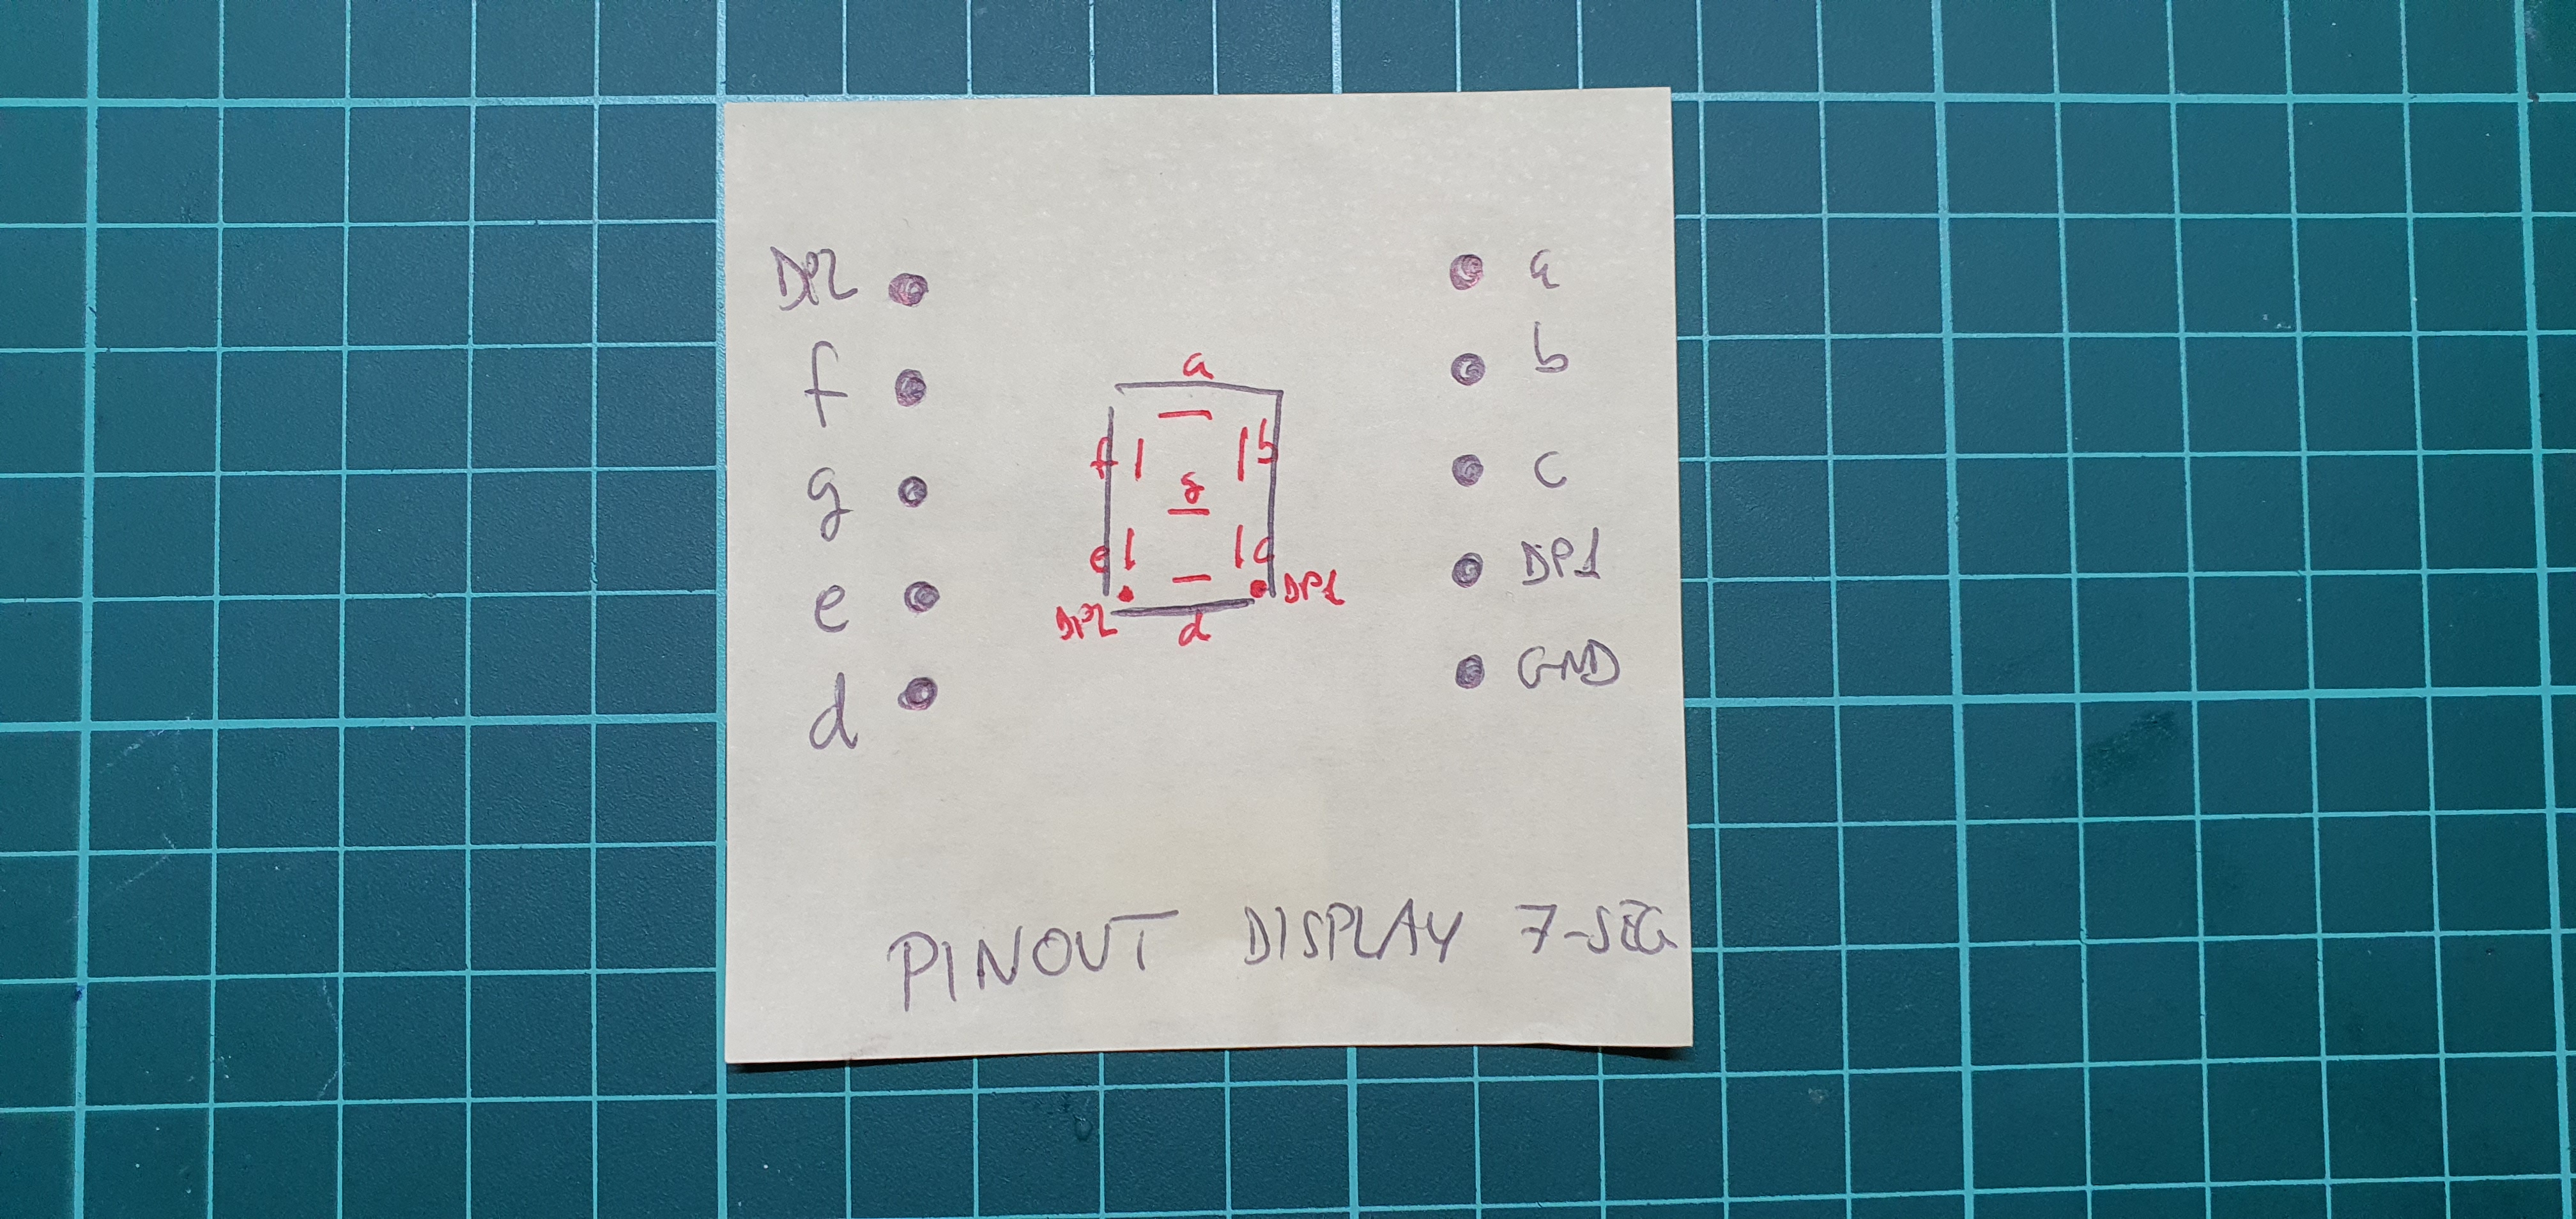 DP2 a
f b
g c
e DP1
d GND
a
f b
g
e c
d
DP2 DP1
PINOUT DISPLAY 7-SEG